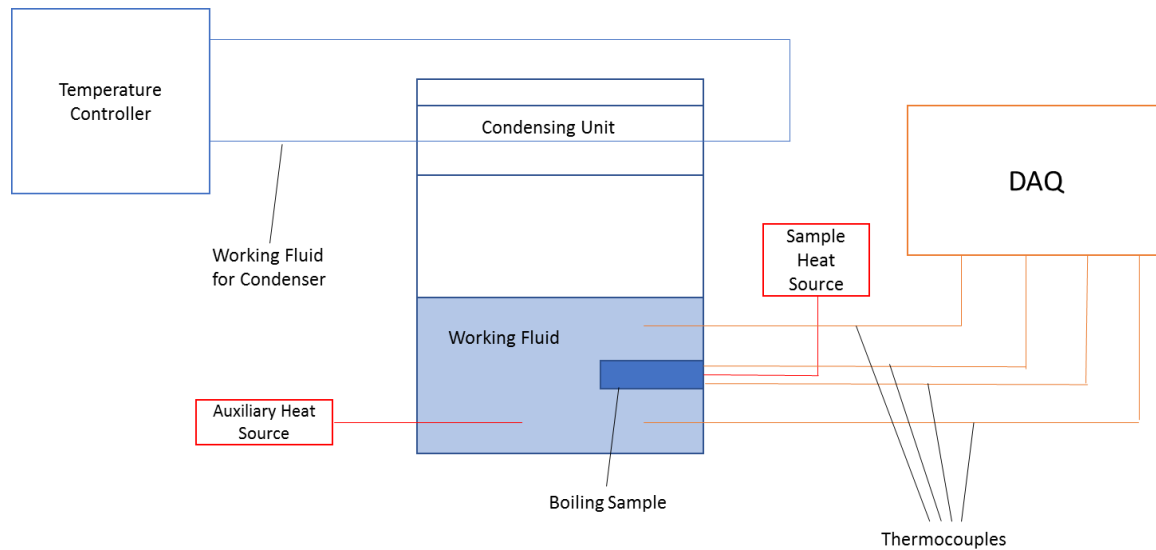 Temperature
Controller
Condensing Unit
DAQ
Working Fluid
for Condenser
Sample
Heat
Source
Working Fluid
Auxiliary Heat
Source
Boiling Sample
Thermocouples